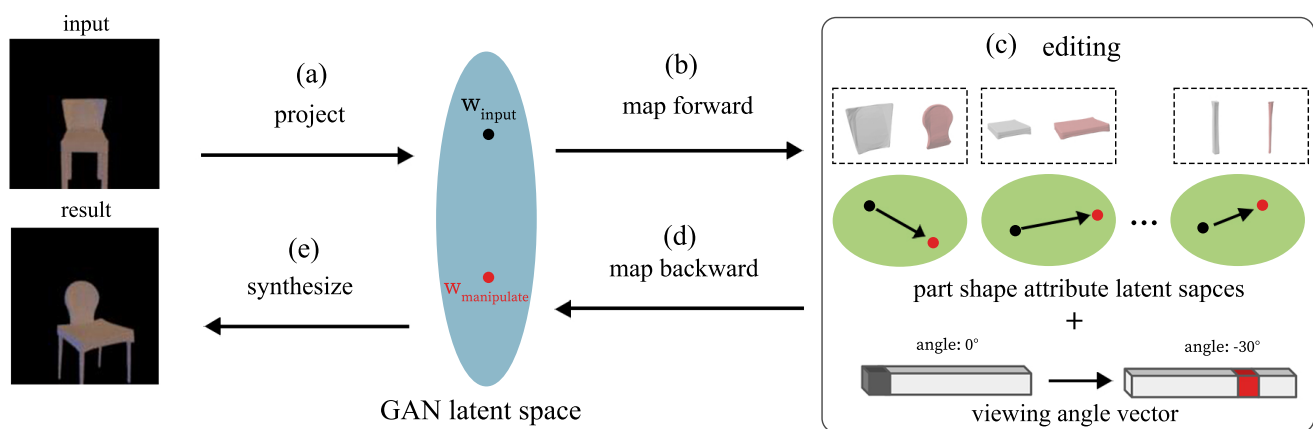 input
(a)
project
w_input
(b)
map forward
(c) editing
result
(e)
synthesize
w_manipulate
(d)
map backward
...
part shape attribute latent sapces
+
angle: 0°
angle: -30°
viewing angle vector
GAN latent space